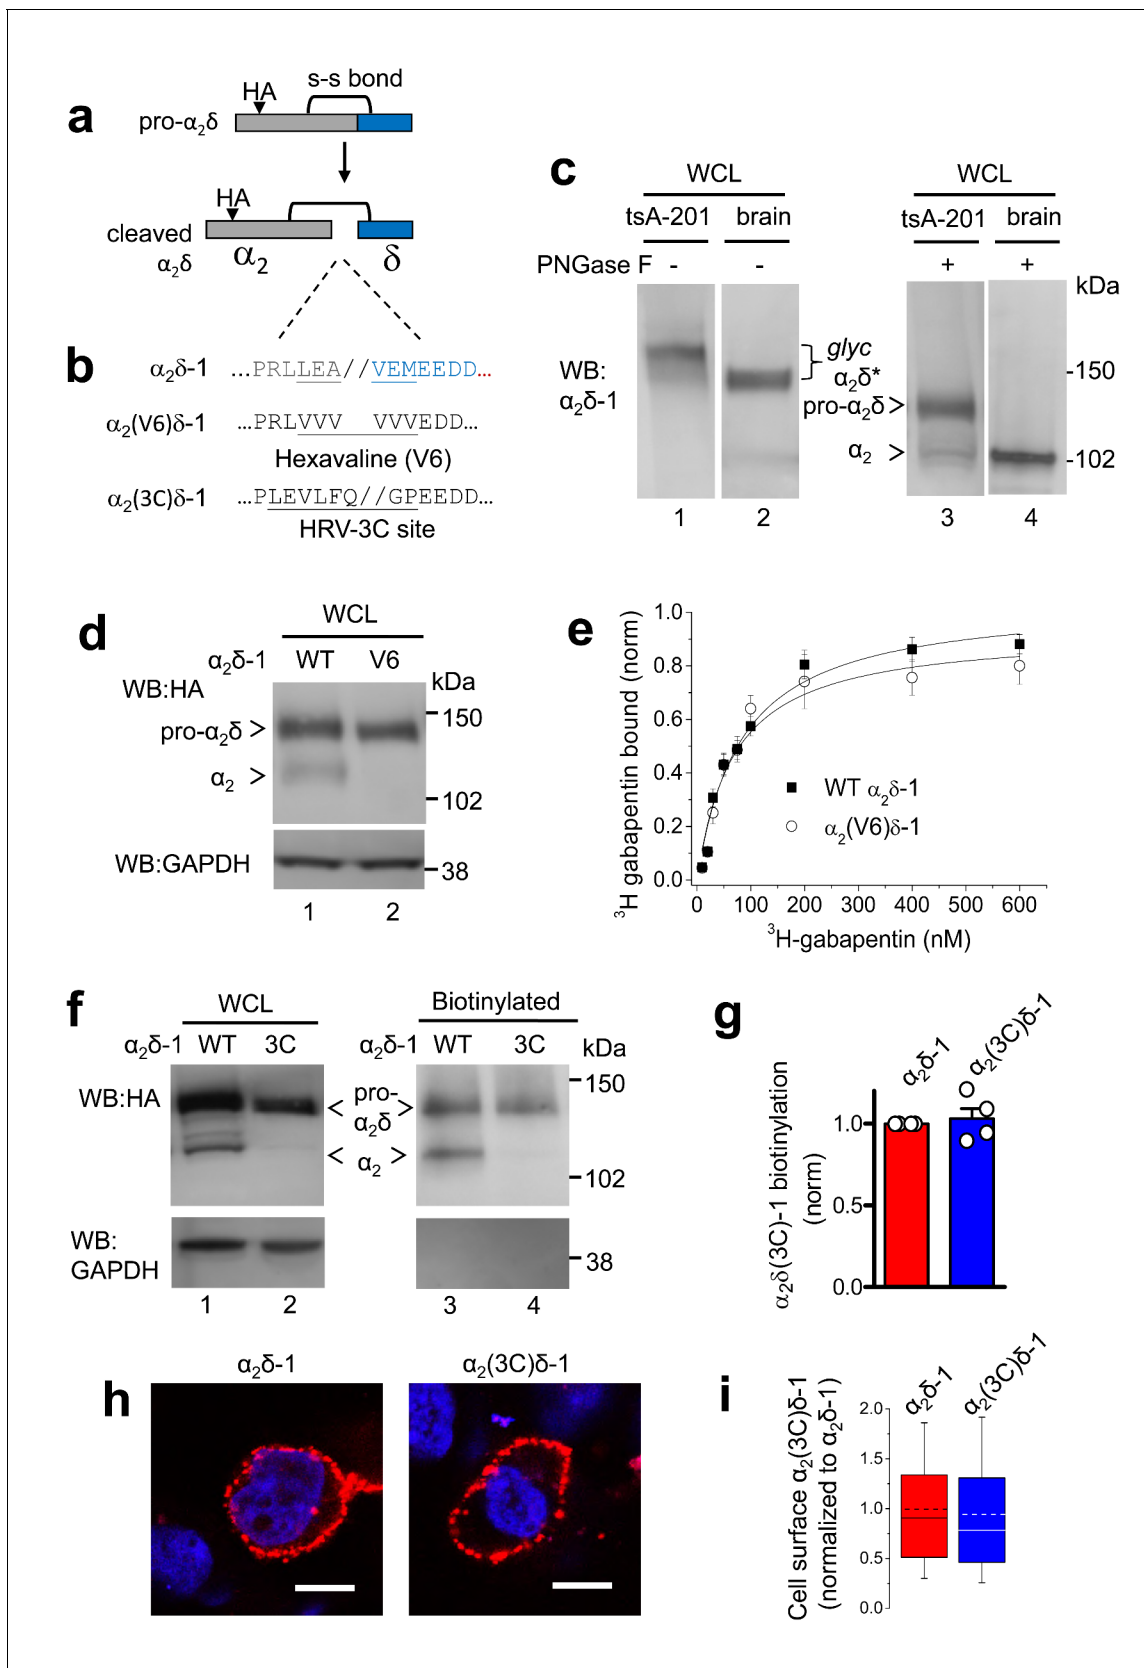 a
HA
s-s bond
pro-α₂δ
HA
cleaved
α₂δ
α₂
δ
b
α₂δ-1 ...PRLLEA//VEMEEDD...
α₂(V6)δ-1 ...PRLVVV VVVEDD...
Hexavaline (V6)
α₂(3C)δ-1 ...PLEVLFQ//GPEEDD...
HRV-3C site
c
WCL WCL
tsA-201 brain tsA-201 brain
PNGase F - - + +
kDa
WB:
α₂δ-1
glyc
α₂δ*
pro-α₂δ >
α₂ >
-150
-102
1 2 3 4
d
WCL
α₂δ-1 WT V6
WB:HA
kDa
pro-α₂δ >
α₂ >
150
102
WB:GAPDH
38
1 2
e
³H gabapentin bound (norm)
1.0
0.8
0.6
0.4
0.2
0.0
0 100 200 300 400 500 600
³H-gabapentin (nM)
WT α₂δ-1
α₂(V6)δ-1
f
WCL Biotinylated
α₂δ-1 WT 3C α₂δ-1 WT 3C kDa
WB:HA
< pro- >
α₂δ
< α₂ >
150
102
WB:
GAPDH
38
1 2 3 4
g
α₂δ-1
α₂(3C)δ-1
α₂δ(3C)-1 biotinylation
(norm)
1.0
0.5
0.0
h
α₂δ-1 α₂(3C)δ-1
i
α₂δ-1
α₂(3C)δ-1
Cell surface α₂(3C)δ-1
(normalized to α₂δ-1)
2.0
1.5
1.0
0.5
0.0